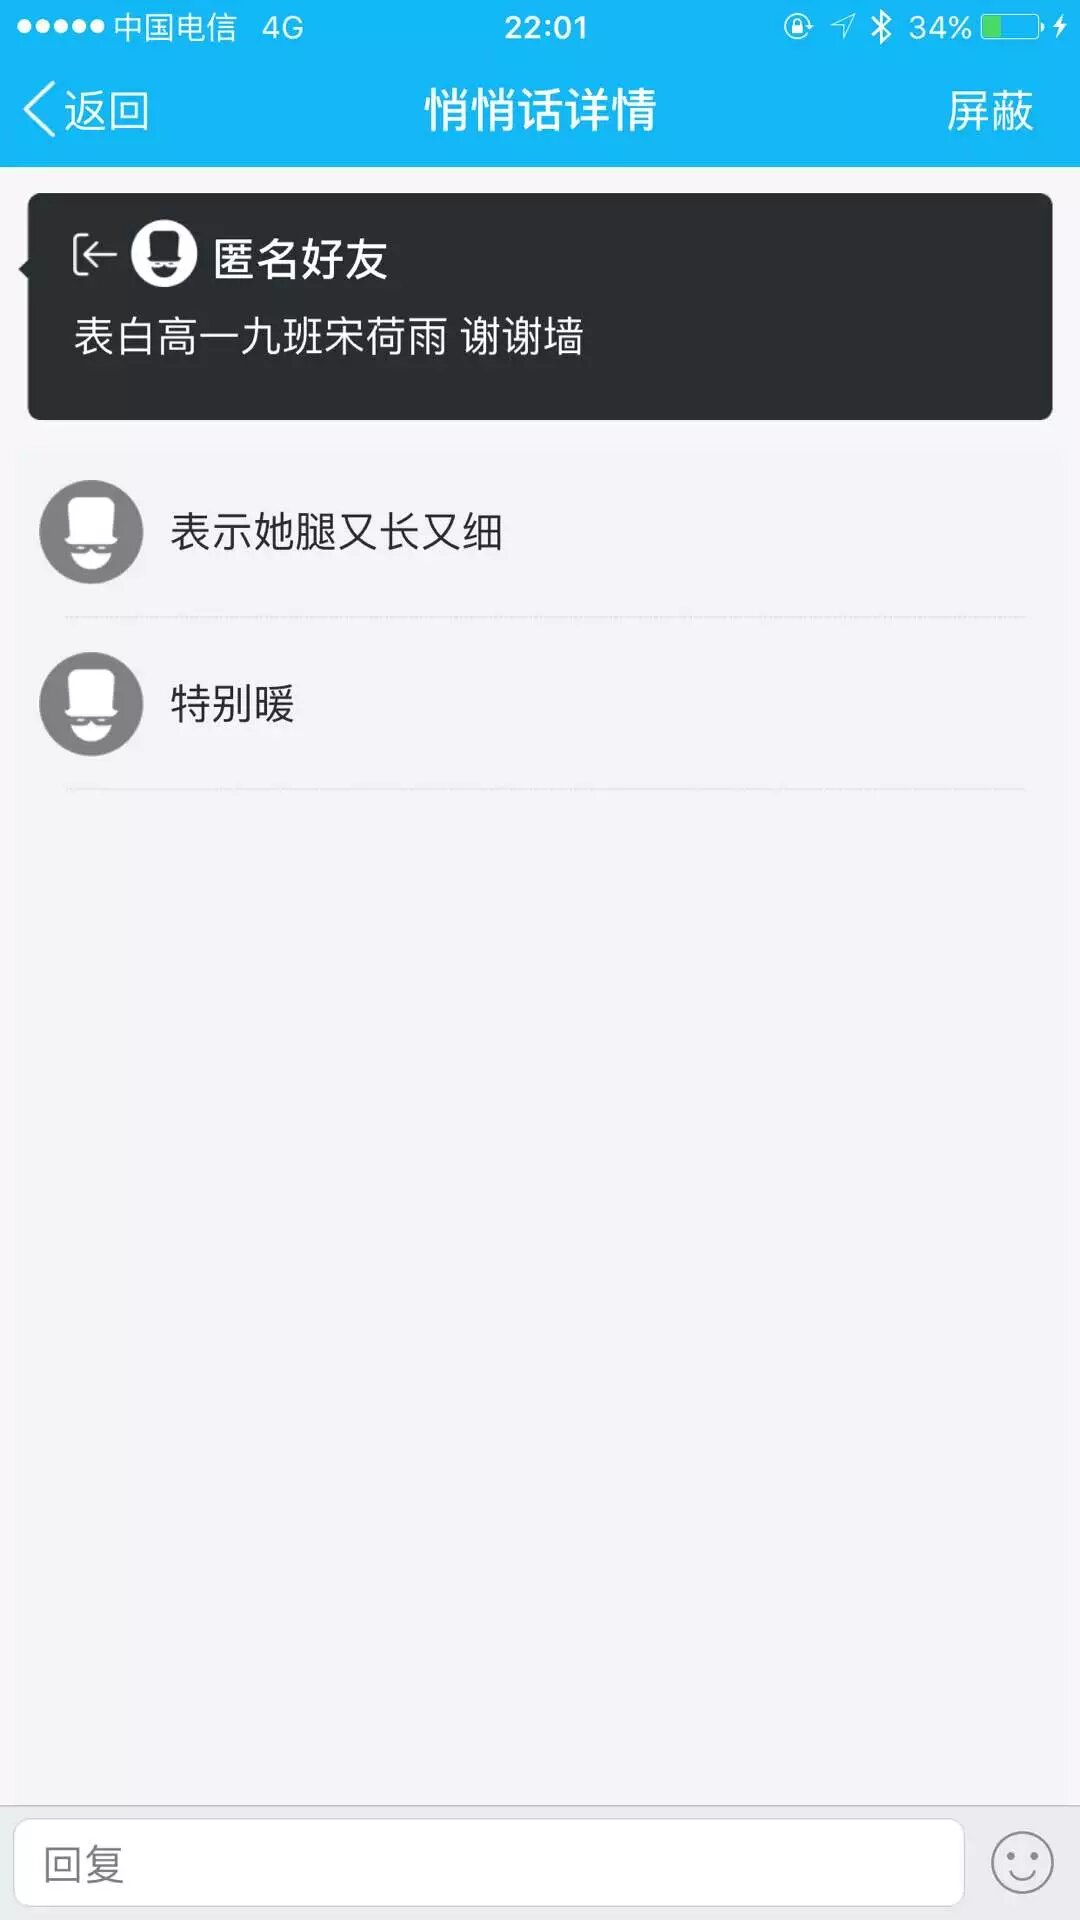 中国电信 4G 22:01 34%
返回 悄悄话详情 屏蔽
匿名好友
表白高一九班宋荷雨 谢谢墙
表示她腿又长又细
特别暖
回复